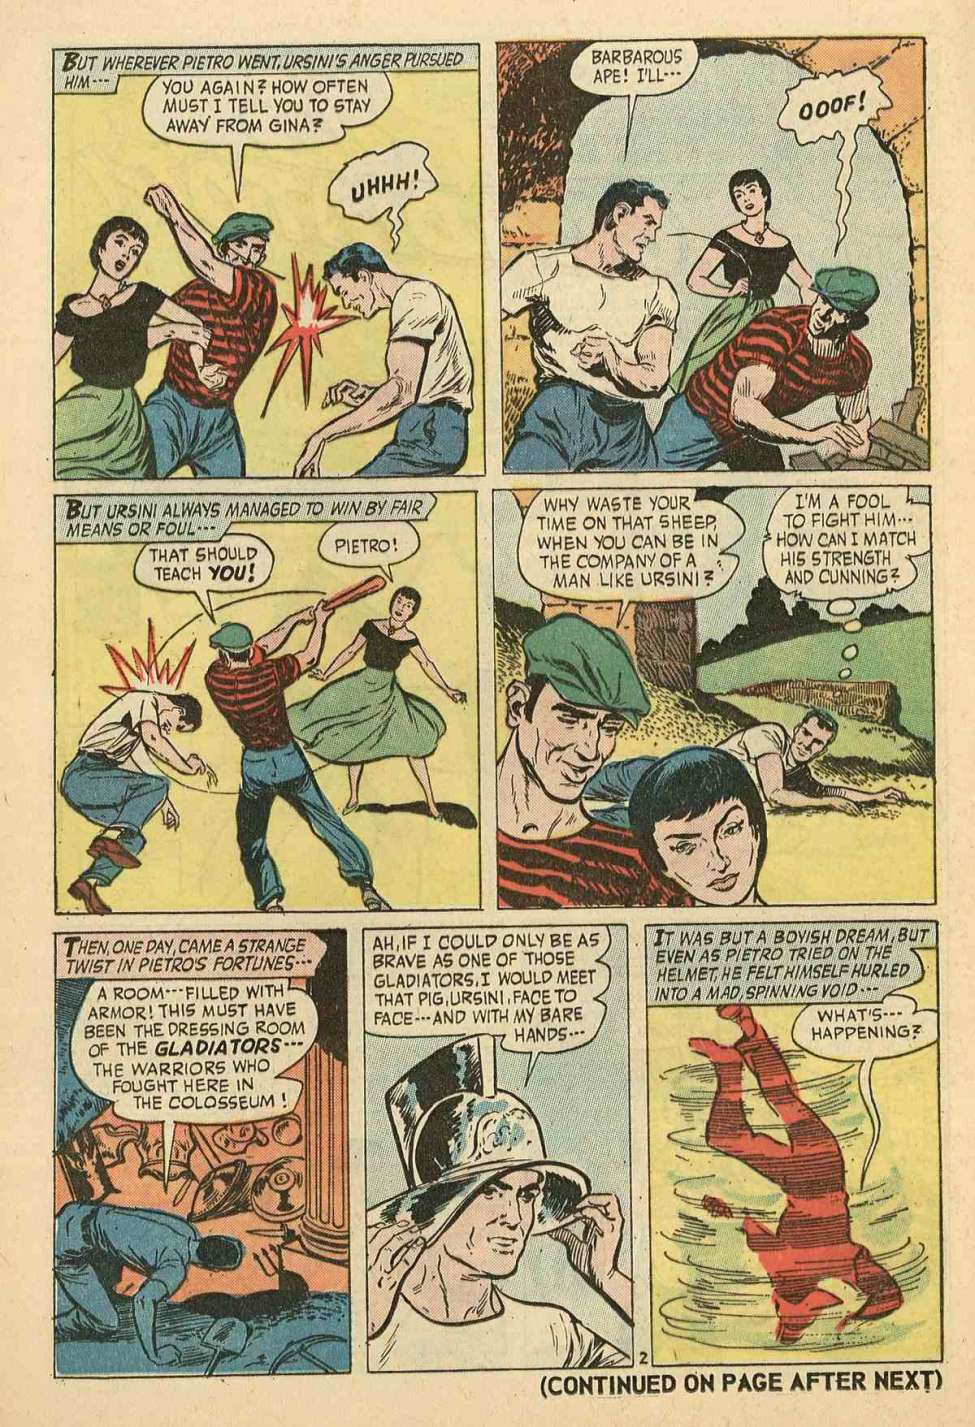 BUT WHEREVER PIETRO WENT, URSINI'S ANGER PURSUED
HIM---
YOU AGAIN? HOW OFTEN
MUST I TELL YOU TO STAY
AWAY FROM GINA?
UHHH!
BARBAROUS
APE! I'LL---
OOOF!
BUT URSINI ALWAYS MANAGED TO WIN BY FAIR
MEANS OR FOUL---
THAT SHOULD
TEACH YOU!
PIETRO!
WHY WASTE YOUR
TIME ON THAT SHEEP,
WHEN YOU CAN BE IN
THE COMPANY OF A
MAN LIKE URSINI?
I'M A FOOL
TO FIGHT HIM---
HOW CAN I MATCH
HIS STRENGTH
AND CUNNING?
THEN, ONE DAY, CAME A STRANGE
TWIST IN PIETRO'S FORTUNES---
A ROOM---FILLED WITH
ARMOR! THIS MUST HAVE
BEEN THE DRESSING ROOM
OF THE GLADIATORS---
THE WARRIORS WHO
FOUGHT HERE IN
THE COLOSSEUM!
AH, IF I COULD ONLY BE AS
BRAVE AS ONE OF THOSE
GLADIATORS, I WOULD MEET
THAT PIG, URSINI, FACE TO
FACE---AND WITH MY BARE
HANDS---
IT WAS BUT A BOYISH DREAM, BUT
EVEN AS PIETRO TRIED ON THE
HELMET, HE FELT HIMSELF HURLED
INTO A MAD, SPINNING VOID---
WHAT'S---
HAPPENING?
2
(CONTINUED ON PAGE AFTER NEXT)